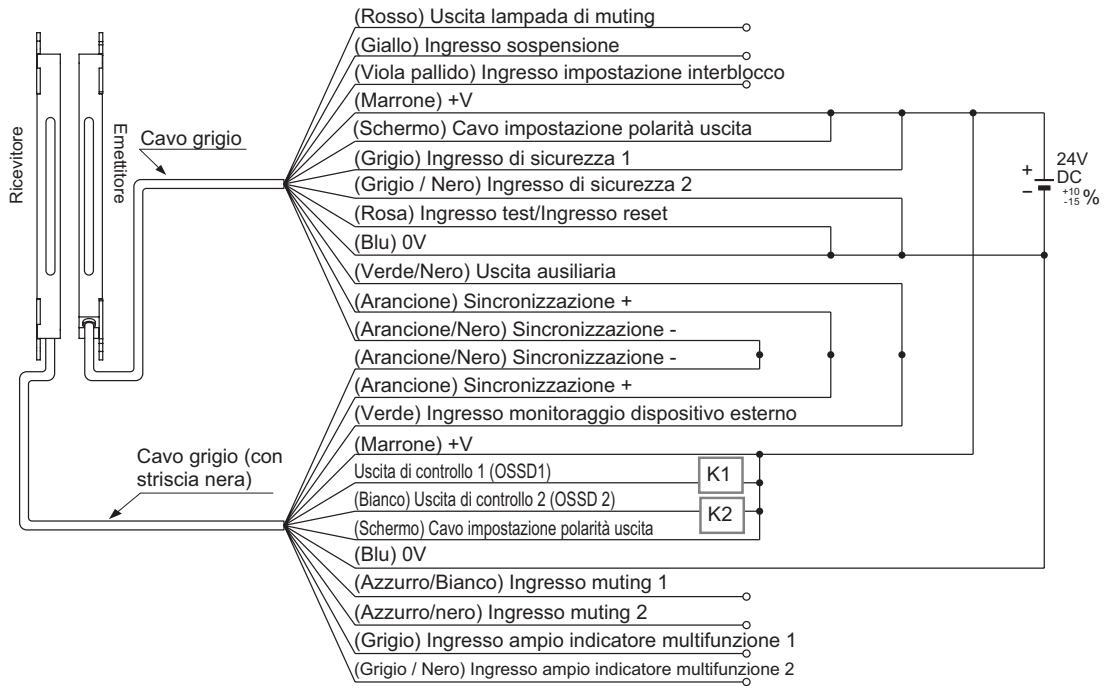 (Rosso) Uscita lampada di muting
(Giallo) Ingresso sospensione
(Viola pallido) Ingresso impostazione interblocco
(Marrone) +V
(Schermo) Cavo impostazione polarità uscita
(Grigio) Ingresso di sicurezza 1
(Grigio / Nero) Ingresso di sicurezza 2
(Rosa) Ingresso test/Ingresso reset
(Blu) 0V
(Verde/Nero) Uscita ausiliaria
(Arancione) Sincronizzazione +
(Arancione/Nero) Sincronizzazione -
(Arancione/Nero) Sincronizzazione -
(Arancione) Sincronizzazione +
(Verde) Ingresso monitoraggio dispositivo esterno
(Marrone) +V
Uscita di controllo 1 (OSSD1)
(Bianco) Uscita di controllo 2 (OSSD 2)
(Schermo) Cavo impostazione polarità uscita
(Blu) 0V
(Azzurro/Bianco) Ingresso muting 1
(Azzurro/nero) Ingresso muting 2
(Grigio) Ingresso ampio indicatore multifunzione 1
(Grigio / Nero) Ingresso ampio indicatore multifunzione 2
Ricevitore
Emettitore
Cavo grigio
Cavo grigio (con
striscia nera)
K1
K2
+
–
24V
DC
+10
-15 %